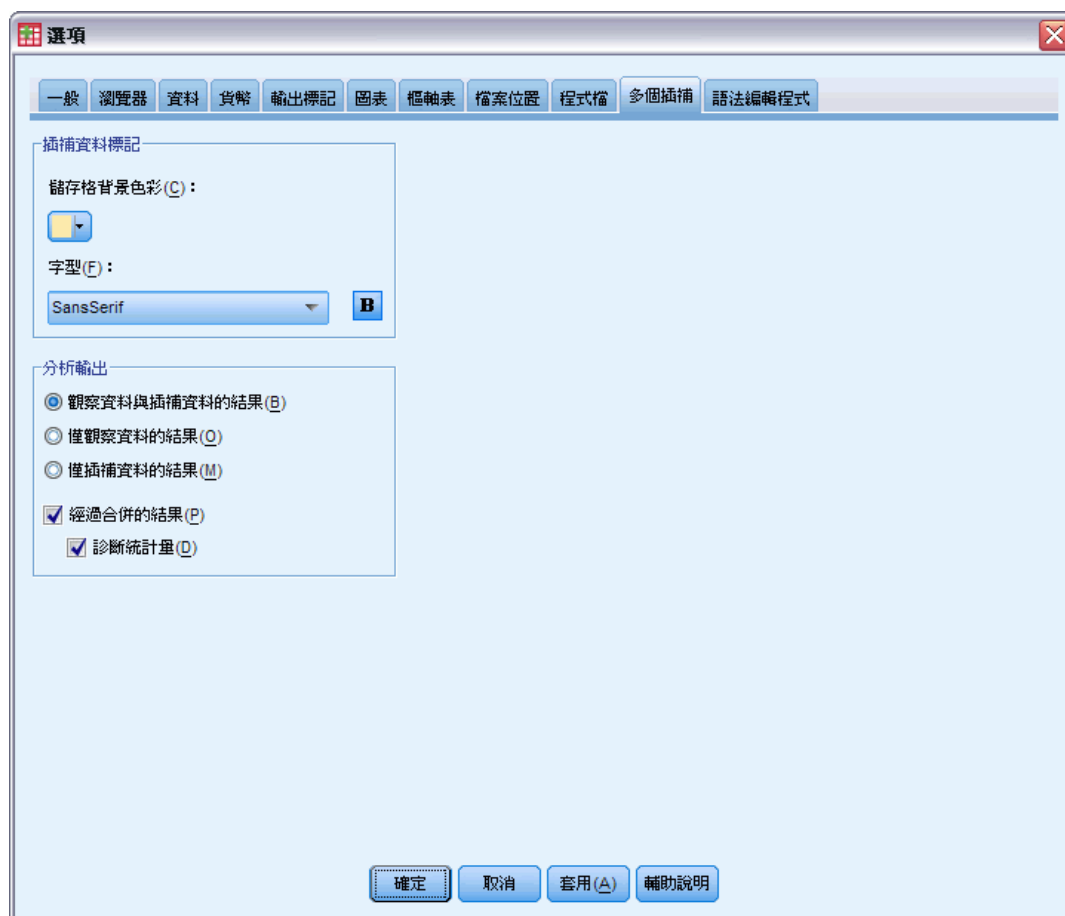 選項
一般 瀏覽器 資料 貨幣 輸出標記 圖表 樞軸表 檔案位置 程式檔 多個插補 語法編輯程式
插補資料標記
儲存格背景色彩(C)：
字型(F)：
SansSerif B
分析輸出
觀察資料與插補資料的結果(B)
僅觀察資料的結果(O)
僅插補資料的結果(M)
經過合併的結果(P)
診斷統計量(D)
確定 取消 套用(A) 輔助說明